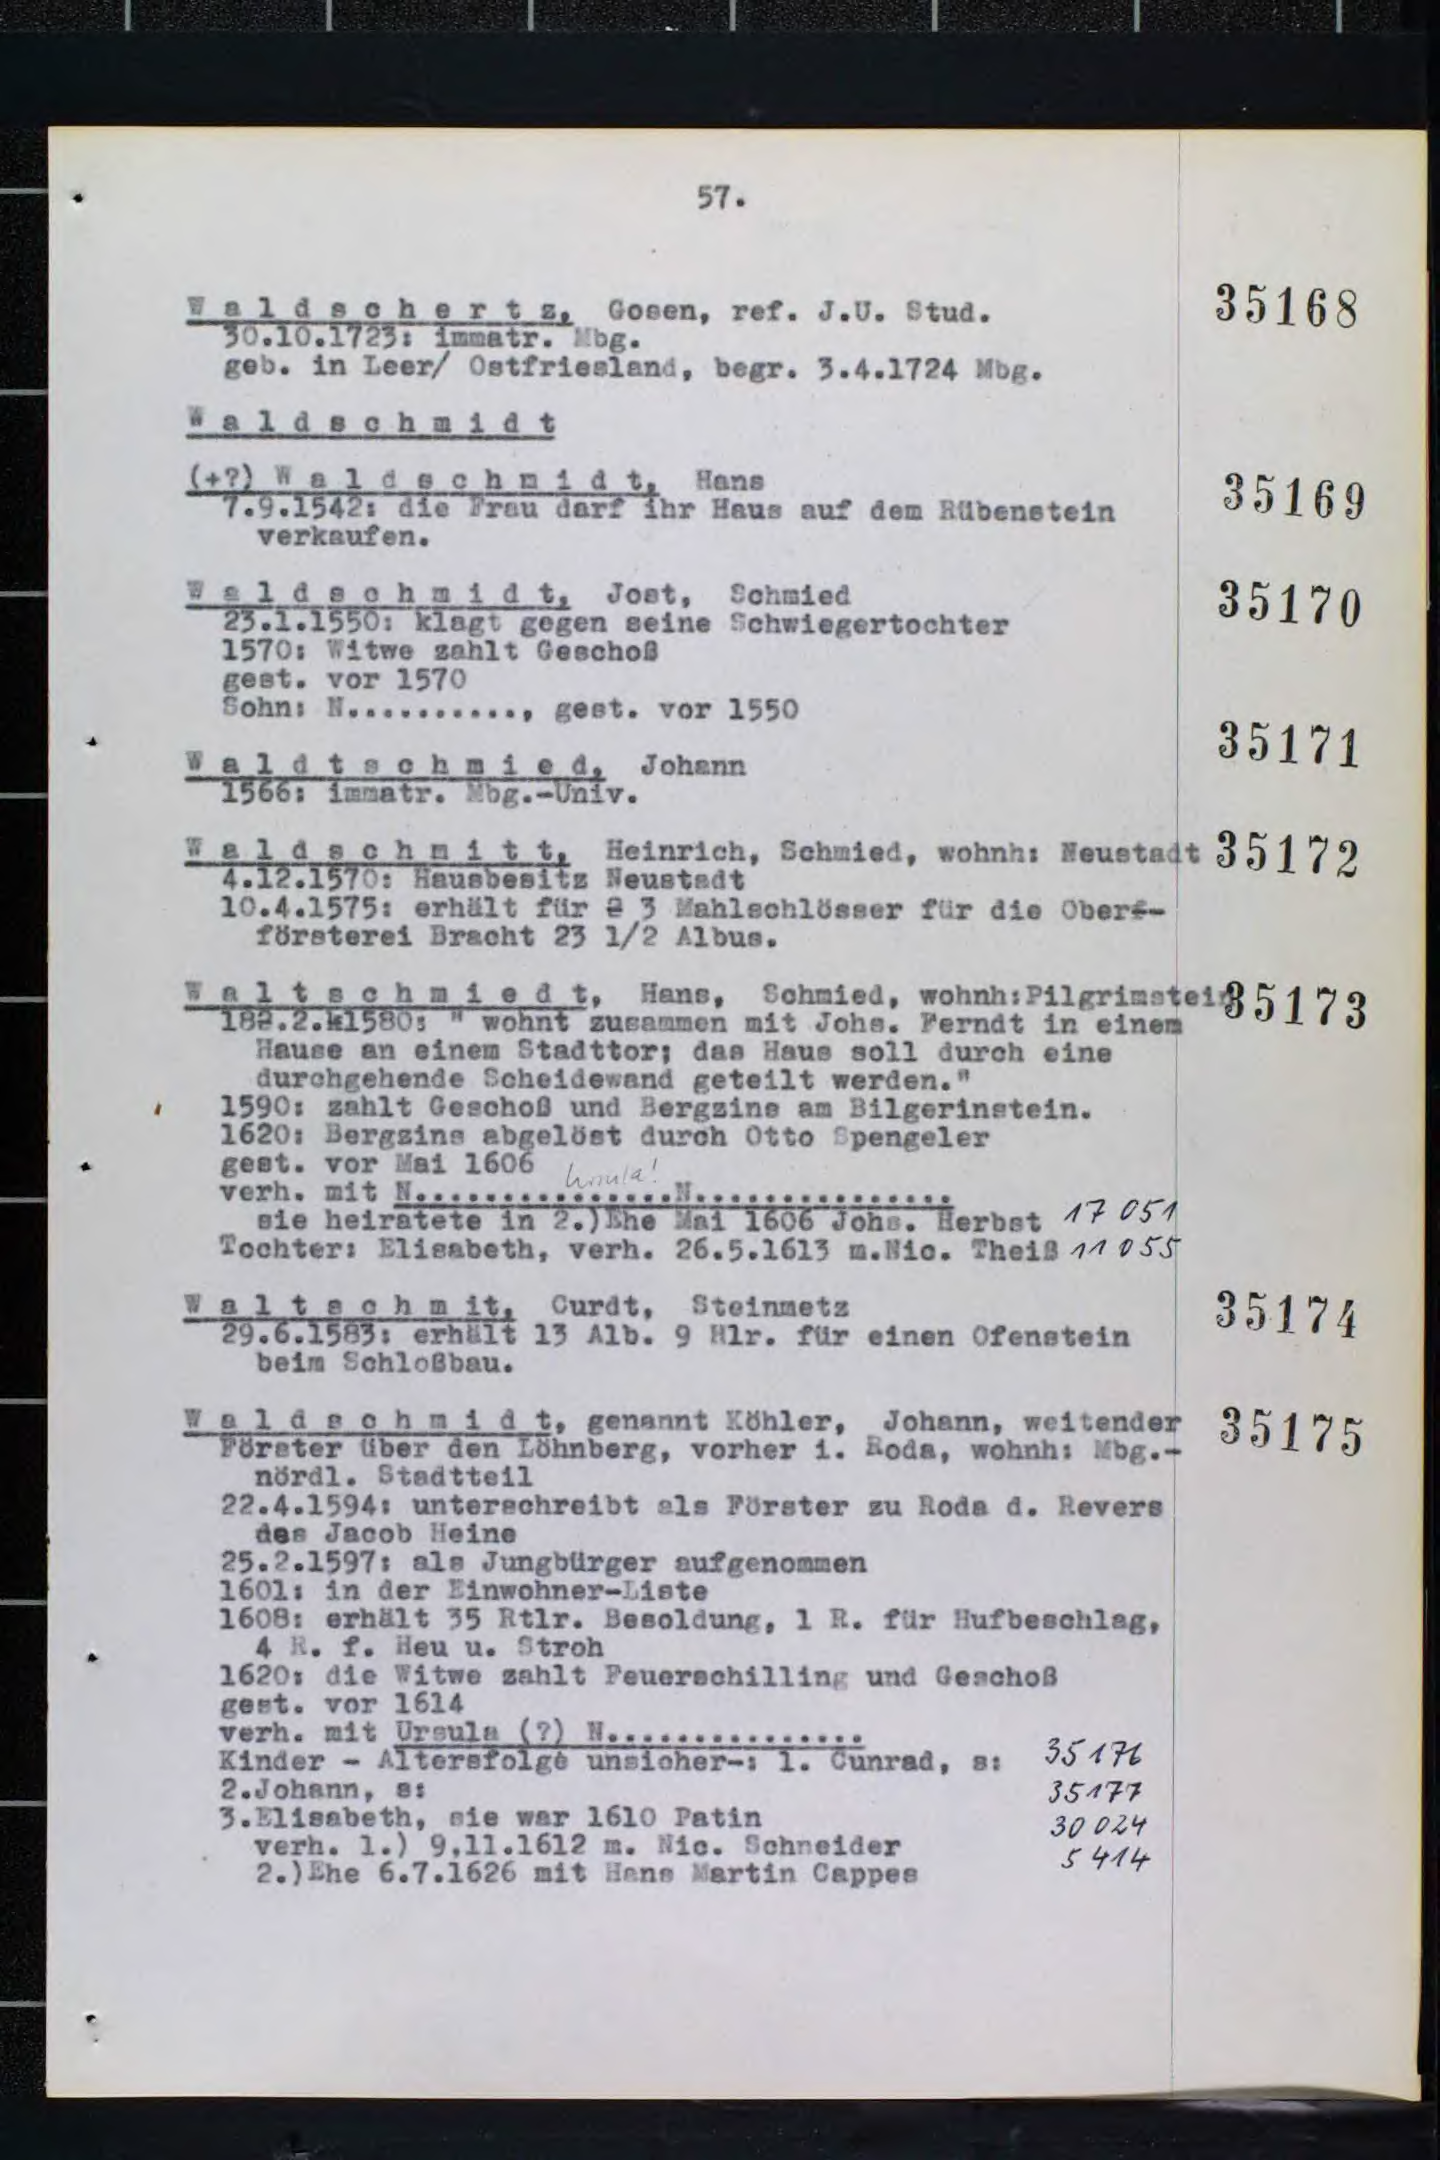 57.
W a l d s c h e r t z, Gosen, ref. J.U. Stud. 35168
30.10.1723: immatr. Mbg.
geb. in Leer/ Ostfriesland, begr. 3.4.1724 Mbg.
W a l d s c h m i d t
(+?) W a l d s c h m i d t, Hans 35169
7.9.1542: die Frau darf ihr Haus auf dem Rübenstein
verkaufen.
W a l d s c h m i d t, Jost, Schmied 35170
23.1.1550: klagt gegen seine Schwiegertochter
1570: Witwe zahlt Geschoß
gest. vor 1570
Sohn: N..........., gest. vor 1550
W a l d t s c h m i e d, Johann 35171
1566: immatr. Mbg.-Univ.
W a l d s c h m i t t, Heinrich, Schmied, wohnh: Neustadt 35172
4.12.1570: Hausbesitz Neustadt
10.4.1575: erhält für 2 3 Mahlschlösser für die Oberf-
försterei Bracht 23 1/2 Albus.
W a l t s c h m i e d t, Hans, Schmied, wohnh:Pilgrimstein 35173
182.2.k1580: " wohnt zusammen mit Johs. Ferndt in einem
Hause an einem Stadttor; das Haus soll durch eine
durchgehende Scheidewand geteilt werden."
1590: zahlt Geschoß und Bergzins am Bilgerinstein.
1620: Bergzins abgelöst durch Otto Spengeler
gest. vor Mai 1606
Ursula!
verh. mit N...............N...............
sie heiratete in 2.)Ehe Mai 1606 Johs. Herbst 17 051
Tochter: Elisabeth, verh. 26.5.1613 m.Nic. Theiß 11 055
W a l t s c h m it, Curdt, Steinmetz 35174
29.6.1583: erhält 13 Alb. 9 Hlr. für einen Ofenstein
beim Schloßbau.
W a l d s c h m i d t, genannt Köhler, Johann, weitender 35175
Förster über den Löhnberg, vorher i. Roda, wohnh: Mbg.-
nördl. Stadtteil
22.4.1594: unterschreibt als Förster zu Roda d. Revers
des Jacob Heine
25.2.1597: als Jungbürger aufgenommen
1601: in der Einwohner-Liste
1608: erhält 35 Rtlr. Besoldung, 1 R. für Hufbeschlag,
4 R. f. Heu u. Stroh
1620: die Witwe zahlt Feuerschilling und Geschoß
gest. vor 1614
verh. mit Ursula (?) N...............
Kinder - Altersfolge unsicher-: 1. Cunrad, s: 35176
2.Johann, s: 35177
3.Elisabeth, sie war 1610 Patin 30 024
verh. 1.) 9.11.1612 m. Nic. Schneider 5 414
2.)Ehe 6.7.1626 mit Hans Martin Cappes